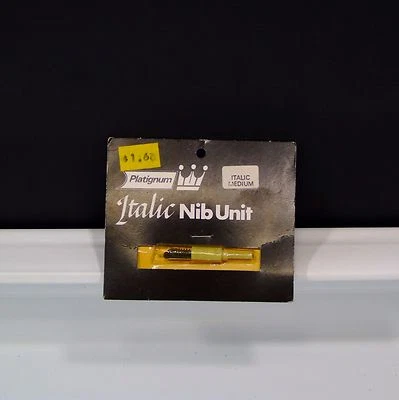 $1.60
Platignum
ITALIC
MEDIUM
Italic Nib Unit